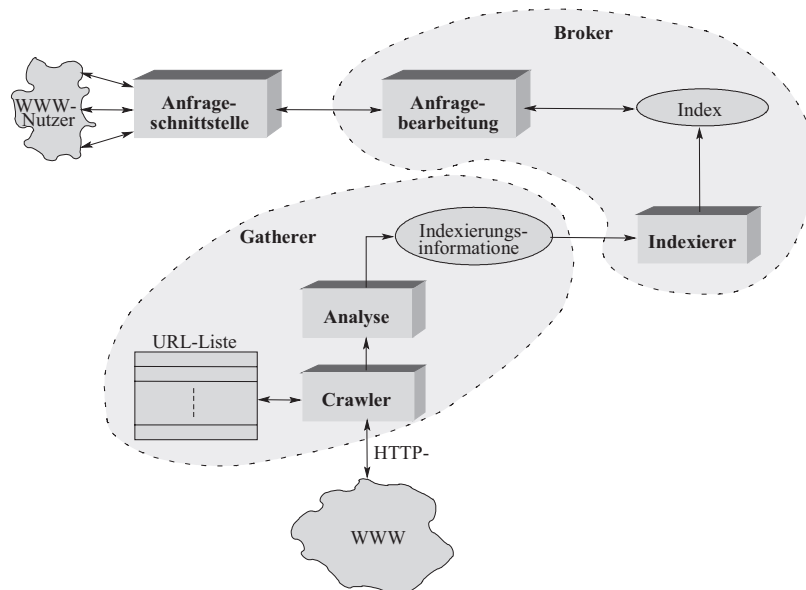 Broker
WWW-
Nutzer
Anfrage-
schnittstelle
Anfrage-
bearbeitung
Index
Gatherer
Indexierungs-
informatione
Indexierer
Analyse
URL-Liste
Crawler
HTTP-
WWW